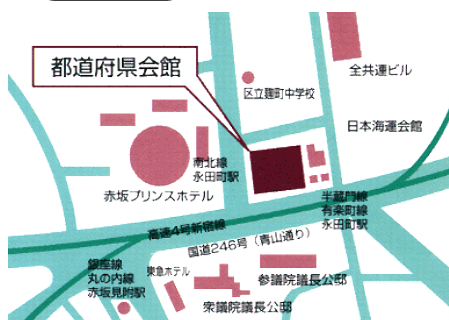 都道府県会館
全共連ビル
区立麹町中学校
日本海運会館
南北線
永田町駅
赤坂プリンスホテル
半蔵門線
有楽町線
永田町駅
高速4号新宿線
国道246号（青山通り）
銀座線
丸の内線
赤坂見附駅
東急ホテル
参議院議長公邸
衆議院議長公邸